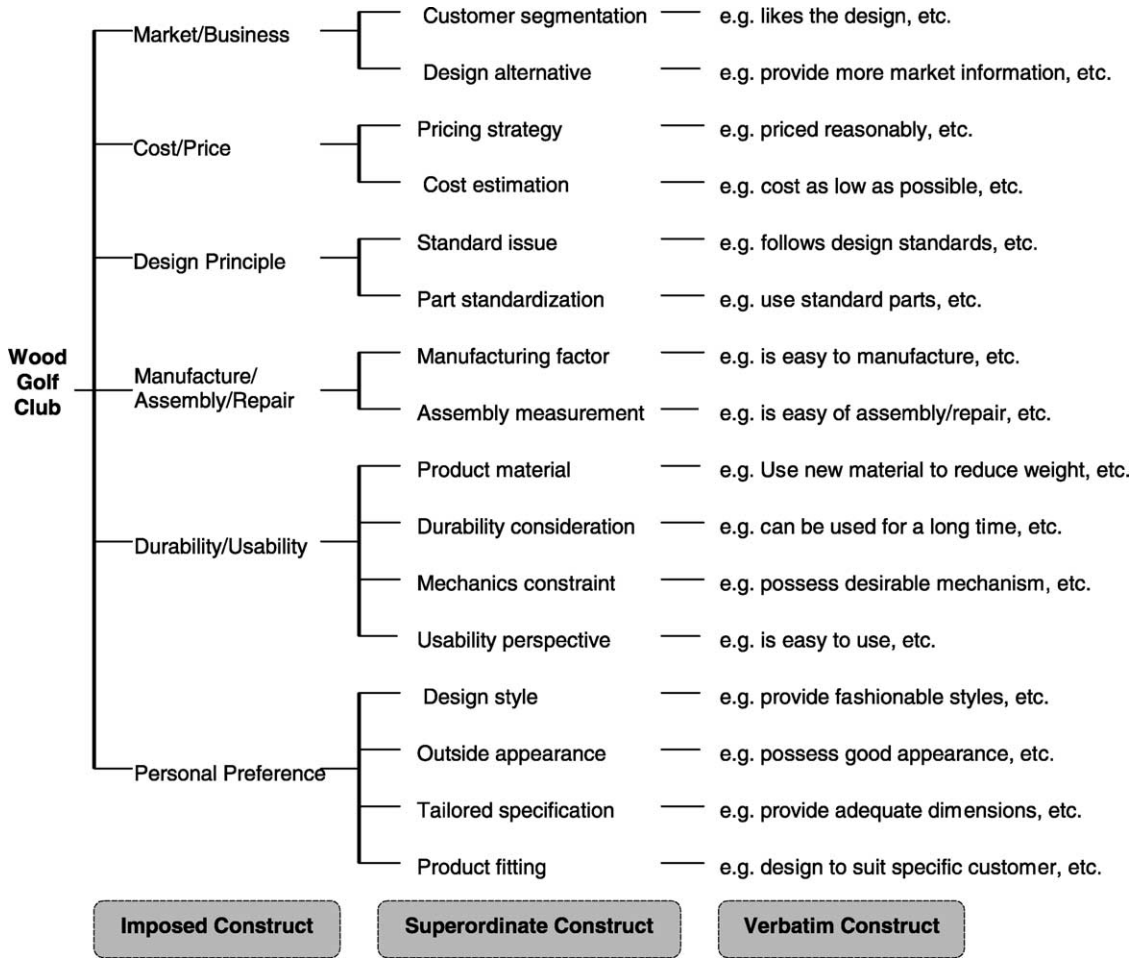 Customer segmentation e.g. likes the design, etc.
Market/Business
Design alternative e.g. provide more market information, etc.
Pricing strategy e.g. priced reasonably, etc.
Cost/Price
Cost estimation e.g. cost as low as possible, etc.
Standard issue e.g. follows design standards, etc.
Design Principle
Part standardization e.g. use standard parts, etc.
Wood
Golf
Club
Manufacturing factor e.g. is easy to manufacture, etc.
Manufacture/
Assembly/Repair
Assembly measurement e.g. is easy of assembly/repair, etc.
Product material e.g. Use new material to reduce weight, etc.
Durability consideration e.g. can be used for a long time, etc.
Durability/Usability
Mechanics constraint e.g. possess desirable mechanism, etc.
Usability perspective e.g. is easy to use, etc.
Design style e.g. provide fashionable styles, etc.
Outside appearance e.g. possess good appearance, etc.
Personal Preference
Tailored specification e.g. provide adequate dimensions, etc.
Product fitting e.g. design to suit specific customer, etc.
Imposed Construct Superordinate Construct Verbatim Construct